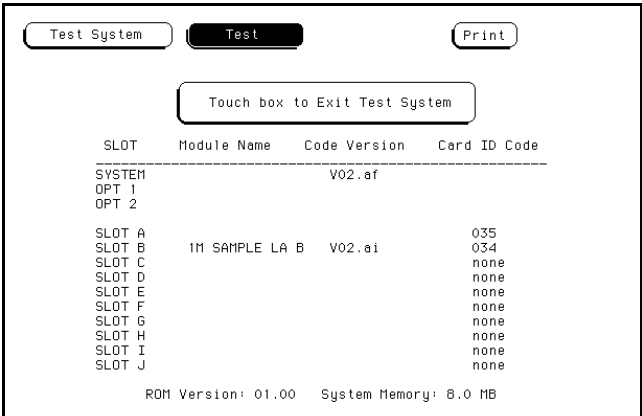 Test System Test Print
Touch box to Exit Test System
SLOT Module Name Code Version Card ID Code
SYSTEM V02.af
OPT 1
OPT 2
SLOT A 035
SLOT B 1M SAMPLE LA B V02.ai 034
SLOT C none
SLOT D none
SLOT E none
SLOT F none
SLOT G none
SLOT H none
SLOT I none
SLOT J none
ROM Version: 01.00 System Memory: 8.0 MB